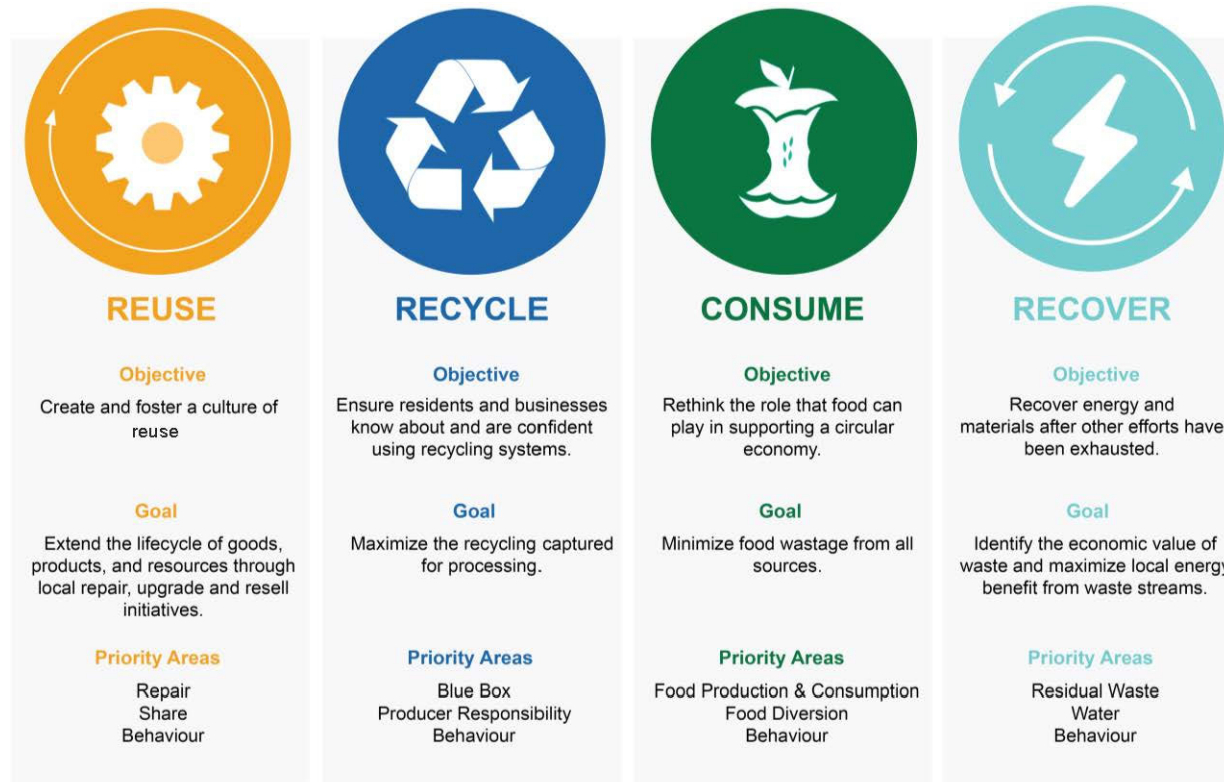 REUSE
Objective
Create and foster a culture of
reuse
Goal
Extend the lifecycle of goods,
products, and resources through
local repair, upgrade and resell
initiatives.
Priority Areas
Repair
Share
Behaviour
RECYCLE
Objective
Ensure residents and businesses
know about and are confident
using recycling systems.
Goal
Maximize the recycling captured
for processing.
Priority Areas
Blue Box
Producer Responsibility
Behaviour
CONSUME
Objective
Rethink the role that food can
play in supporting a circular
economy.
Goal
Minimize food wastage from all
sources.
Priority Areas
Food Production & Consumption
Food Diversion
Behaviour
RECOVER
Objective
Recover energy and
materials after other efforts have
been exhausted.
Goal
Identify the economic value of
waste and maximize local energy
benefit from waste streams.
Priority Areas
Residual Waste
Water
Behaviour